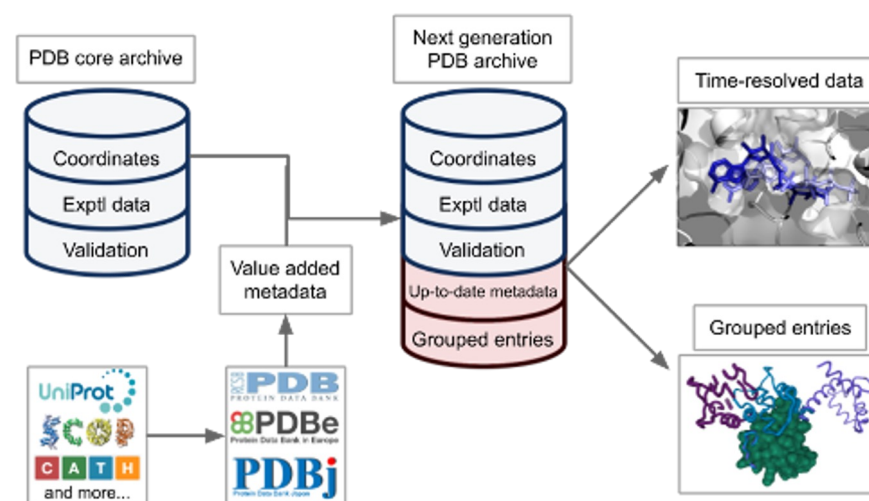 PDB core archive
Coordinates
Exptl data
Validation
Next generation
PDB archive
Coordinates
Exptl data
Validation
Up-to-date metadata
Grouped entries
Time-resolved data
Grouped entries
Value added
metadata
UniProt
SCOP
CATH
and more...
RCSB PDB
PROTEIN DATA BANK
PDBe
Protein Data Bank in Europe
PDBj
Protein Data Bank Japan